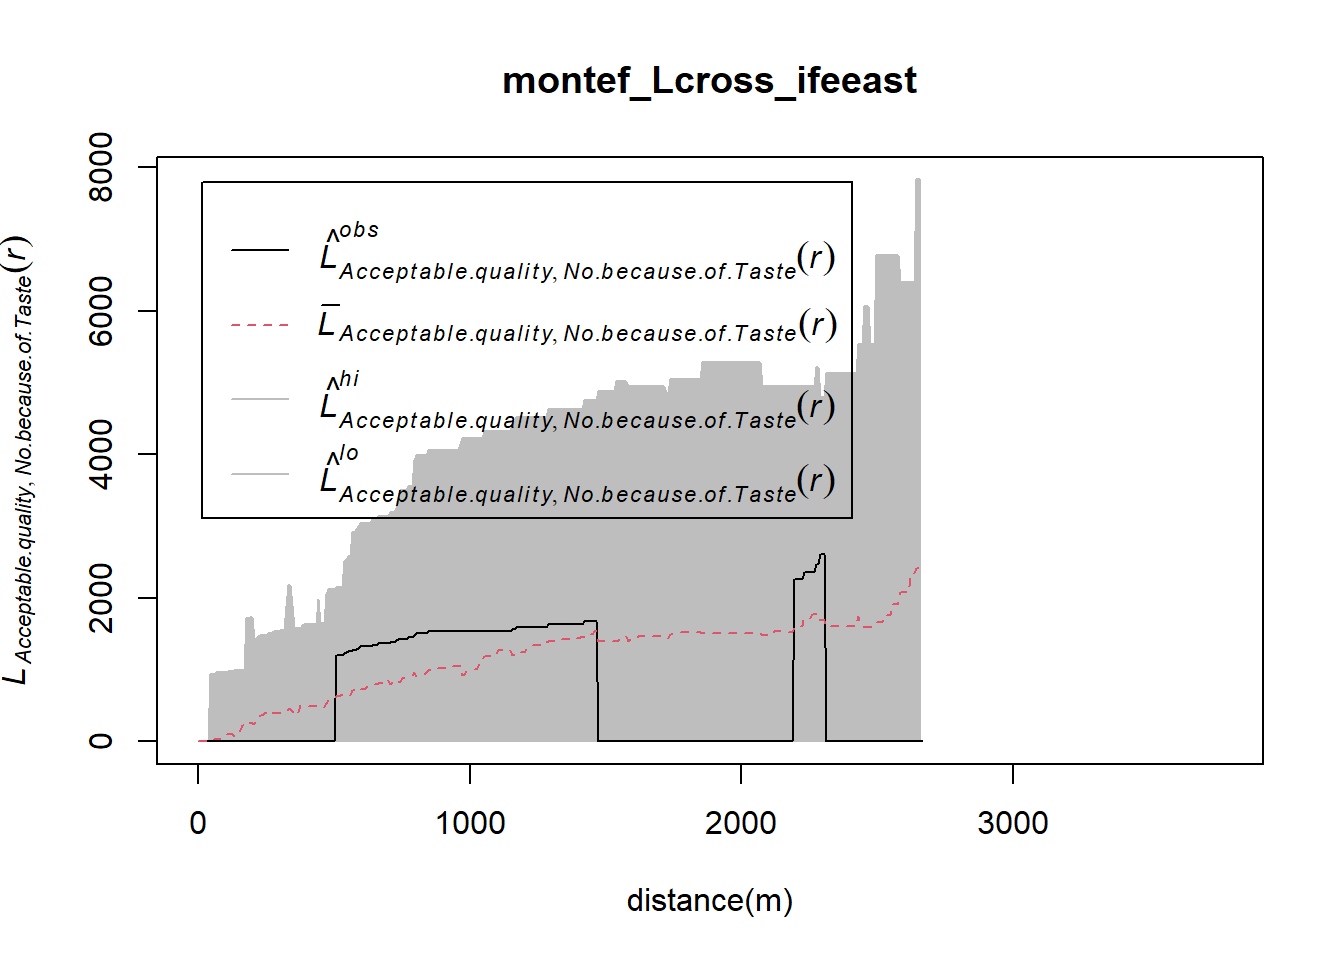 montef_Lcross_ifeeast
L Acceptable.quality, No.because.of.Taste(r)
8000
6000
4000
2000
0
L̂ obs Acceptable.quality, No.because.of.Taste(r)
L̅ Acceptable.quality, No.because.of.Taste(r)
L̂ hi Acceptable.quality, No.because.of.Taste(r)
L̂ lo Acceptable.quality, No.because.of.Taste(r)
0 1000 2000 3000
distance(m)